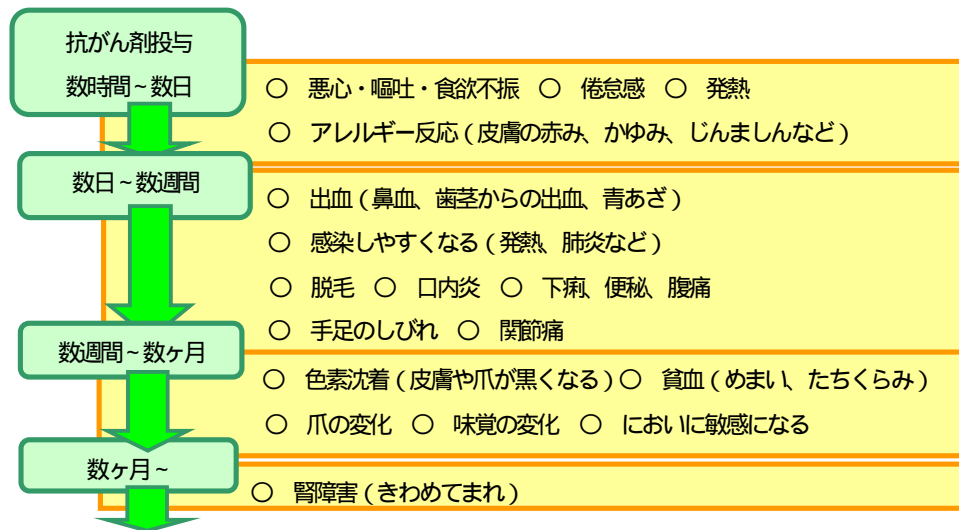 抗がん剤投与
数時間~数日
○ 悪心・嘔吐・食欲不振 ○ 倦怠感 ○ 発熱
○ アレルギー反応(皮膚の赤み、かゆみ、じんましんなど)
数日~数週間
○ 出血(鼻血、歯茎からの出血、青あざ)
○ 感染しやすくなる(発熱、肺炎など)
○ 脱毛 ○ 口内炎 ○ 下痢、便秘、腹痛
○ 手足のしびれ ○ 関節痛
数週間~数ヶ月
○ 色素沈着(皮膚や爪が黒くなる)○ 貧血(めまい、たちくらみ)
○ 爪の変化 ○ 味覚の変化 ○ においに敏感になる
数ヶ月~
○ 腎障害(きわめてまれ)